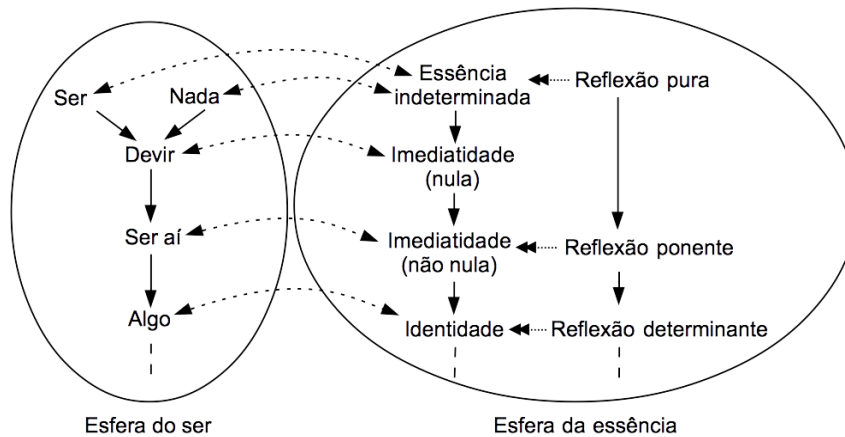 Ser
Nada
Devir
Ser aí
Algo
Esfera do ser
Essência
indeterminada
Imediatidade
(nula)
Imediatidade
(não nula)
Identidade
Reflexão pura
Reflexão ponente
Reflexão determinante
Esfera da essência